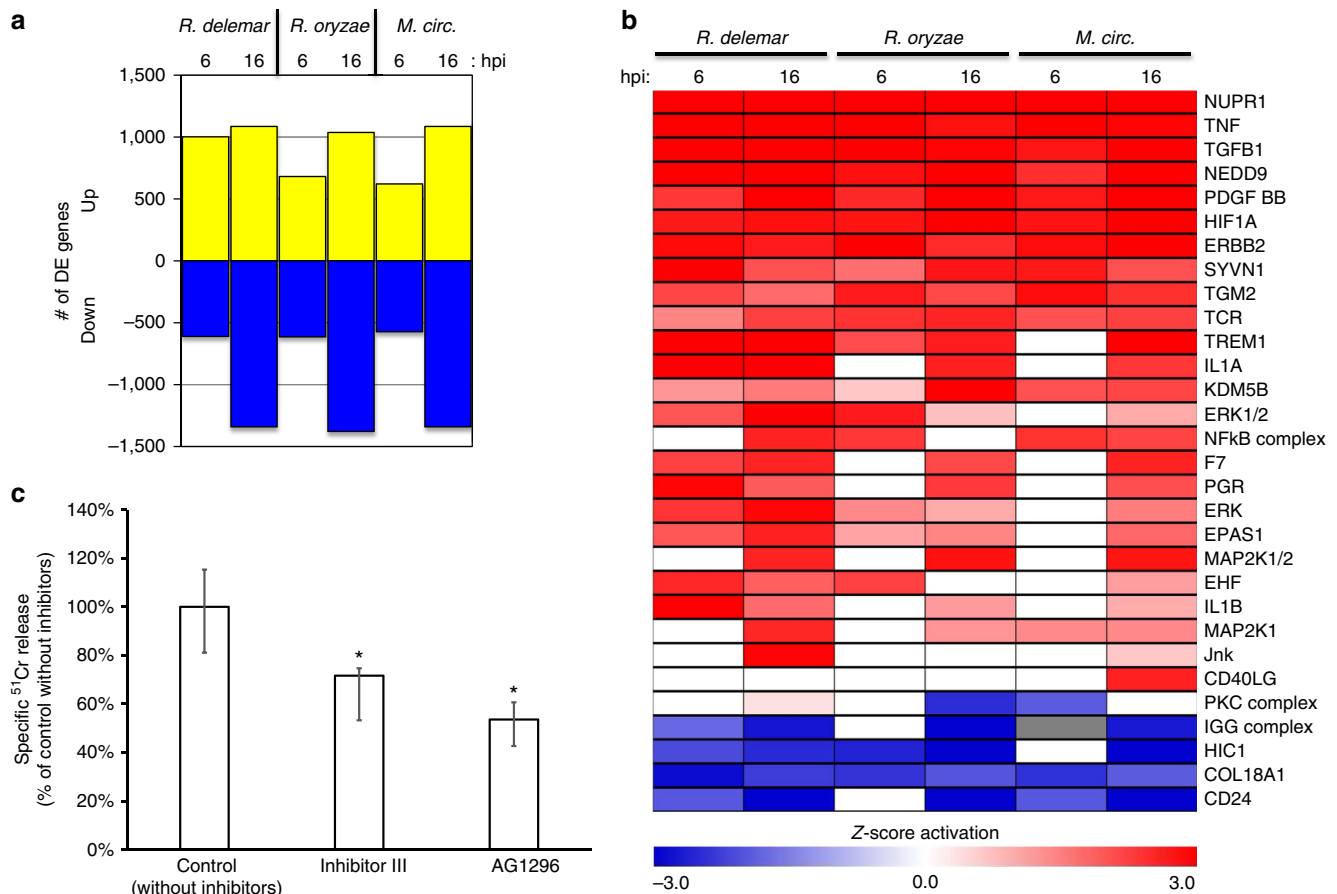 a
R. delemar R. oryzae M. circ.
6 16 6 16 6 16 : hpi
1,500
1,000
500
0
–500
–1,000
–1,500
# of DE genes
Down Up
b
R. delemar R. oryzae M. circ.
hpi: 6 16 6 16 6 16
NUPR1
TNF
TGFB1
NEDD9
PDGF BB
HIF1A
ERBB2
SYVN1
TGM2
TCR
TREM1
IL1A
KDM5B
ERK1/2
NFkB complex
F7
PGR
ERK
EPAS1
MAP2K1/2
EHF
IL1B
MAP2K1
Jnk
CD40LG
PKC complex
IGG complex
HIC1
COL18A1
CD24
Z-score activation
–3.0 0.0 3.0
c
140%
120%
100%
80%
60%
40%
20%
0%
Specific ⁵¹Cr release
(% of control without inhibitors)
*
*
Control
(without inhibitors)
Inhibitor III
AG1296